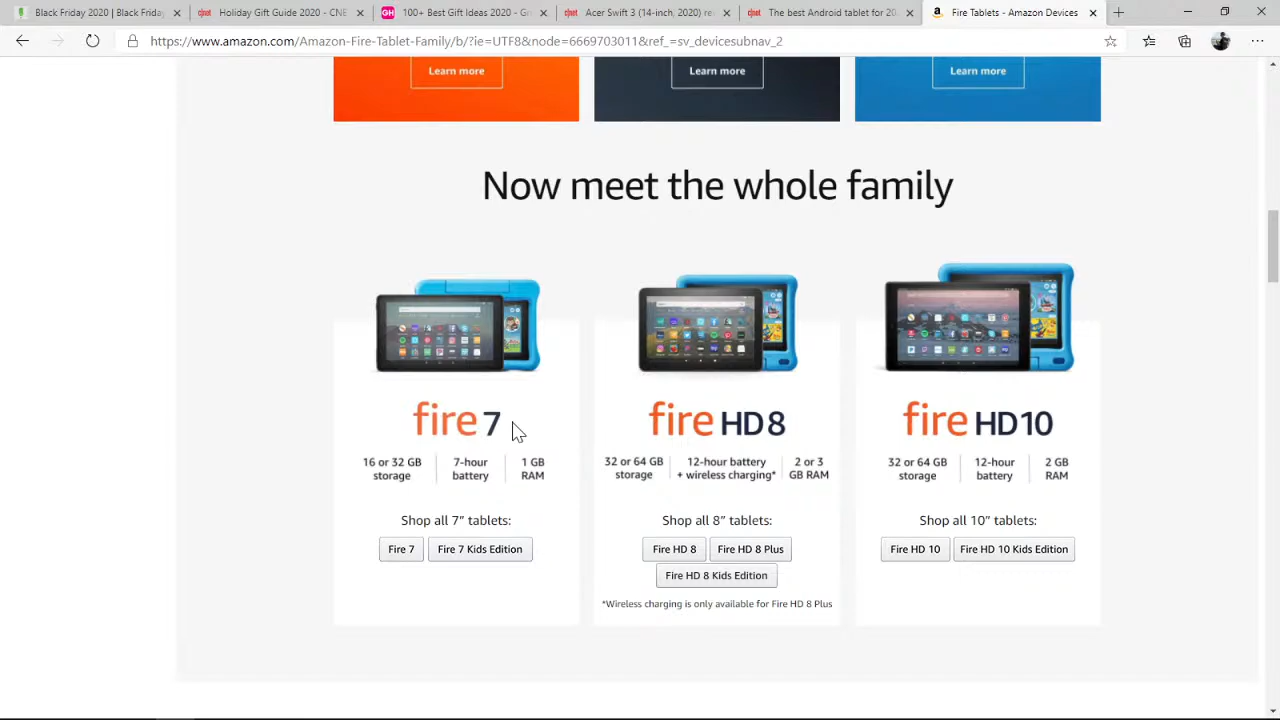 Black Friday 2020 | Black Friday
Holiday Gift Guide 2020 - CNE
100+ Best Gift Ideas 2020 - Gr
Acer Swift 3 (14-inch, 2020) re
The best Android tablet for 20
Fire Tablets - Amazon Devices
https://www.amazon.com/Amazon-Fire-Tablet-Family/b/?ie=UTF8&node=6669703011&ref_=sv_devicesubnav_2
Learn more
Learn more
Learn more
Now meet the whole family
fire 7
16 or 32 GB
storage
7-hour
battery
1 GB
RAM
Shop all 7” tablets:
Fire 7
Fire 7 Kids Edition
fire HD 8
32 or 64 GB
storage
12-hour battery
+ wireless charging*
2 or 3
GB RAM
Shop all 8” tablets:
Fire HD 8
Fire HD 8 Plus
Fire HD 8 Kids Edition
*Wireless charging is only available for Fire HD 8 Plus
fire HD 10
32 or 64 GB
storage
12-hour
battery
2 GB
RAM
Shop all 10” tablets:
Fire HD 10
Fire HD 10 Kids Edition